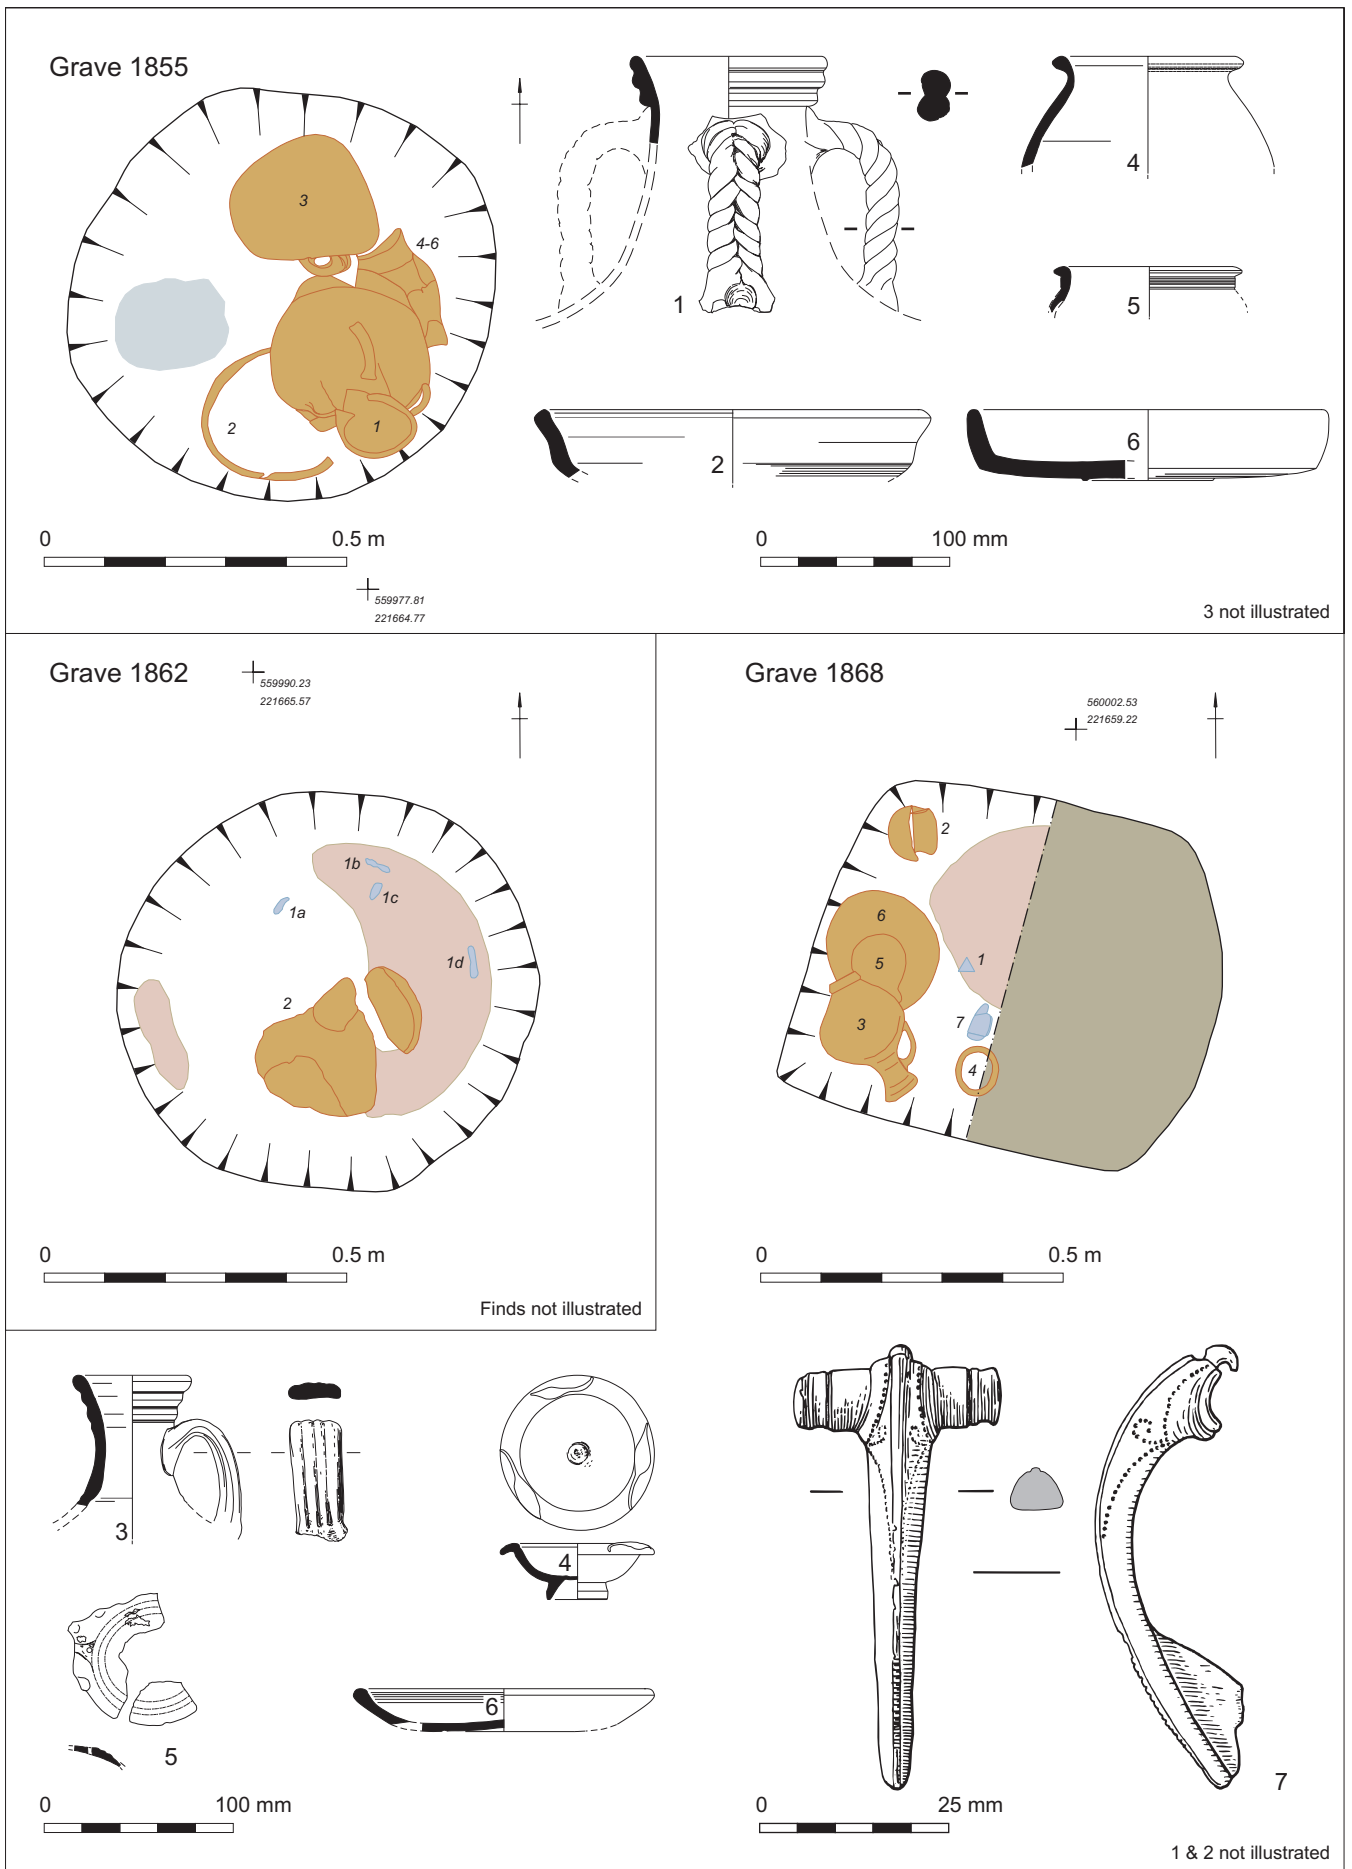 Grave 1855
3
4-6
2
1
0 0.5 m
559977.81
221664.77
1
4
5
2
6
0 100 mm
3 not illustrated
Grave 1862
559990.23
221665.57
1b
1c
1a
1d
2
0 0.5 m
Finds not illustrated
Grave 1868
560002.53
221659.22
2
6
5
1
7
3
4
0 0.5 m
3
4
5
6
0 100 mm
7
0 25 mm
1 & 2 not illustrated